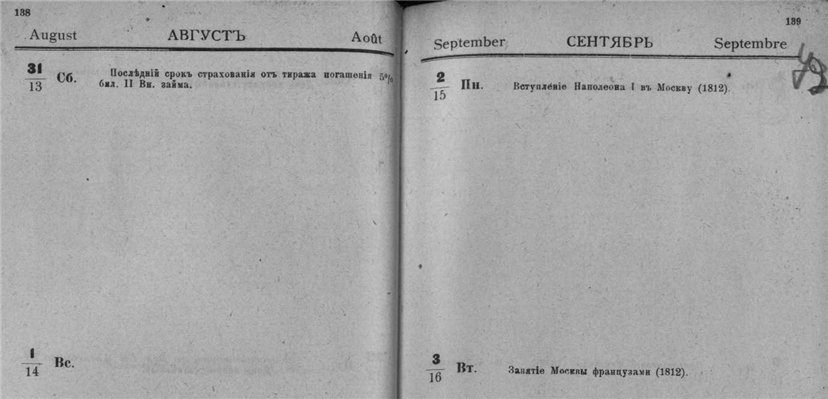 138
August АВГУСТЪ Août
31/13 Сб. Послѣдній срокъ страхованія отъ тиража погашенія 5%
бил. II Вн. займа.
1/14 Вс.
139
September СЕНТЯБРЬ Septembre
2/15 Пн. Вступленіе Наполеона I въ Москву (1812).
3/16 Вт. Занятіе Москвы французами (1812).